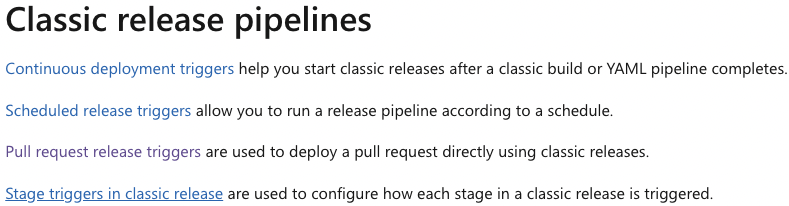 Classic release pipelines
Continuous deployment triggers help you start classic releases after a classic build or YAML pipeline completes.
Scheduled release triggers allow you to run a release pipeline according to a schedule.
Pull request release triggers are used to deploy a pull request directly using classic releases.
Stage triggers in classic release are used to configure how each stage in a classic release is triggered.